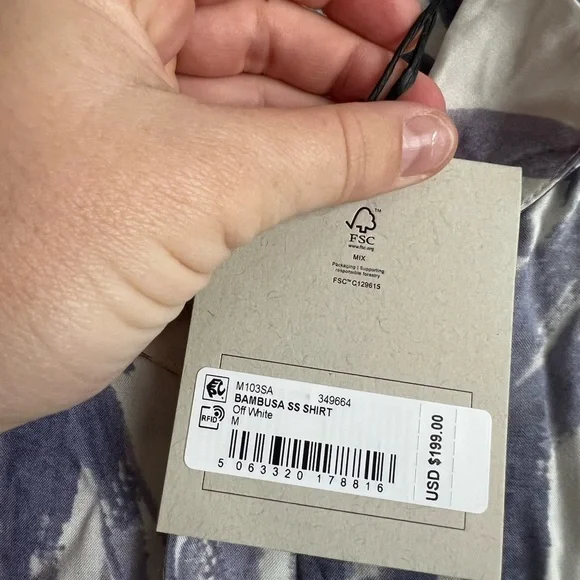 FSC™
www.fsc.org
MIX
Packaging | Supporting
responsible forestry
FSC™ C129615
M103SA 349664
BAMBUSA SS SHIRT
Off White
M
RFID
5 063320 178816
USD $199.00